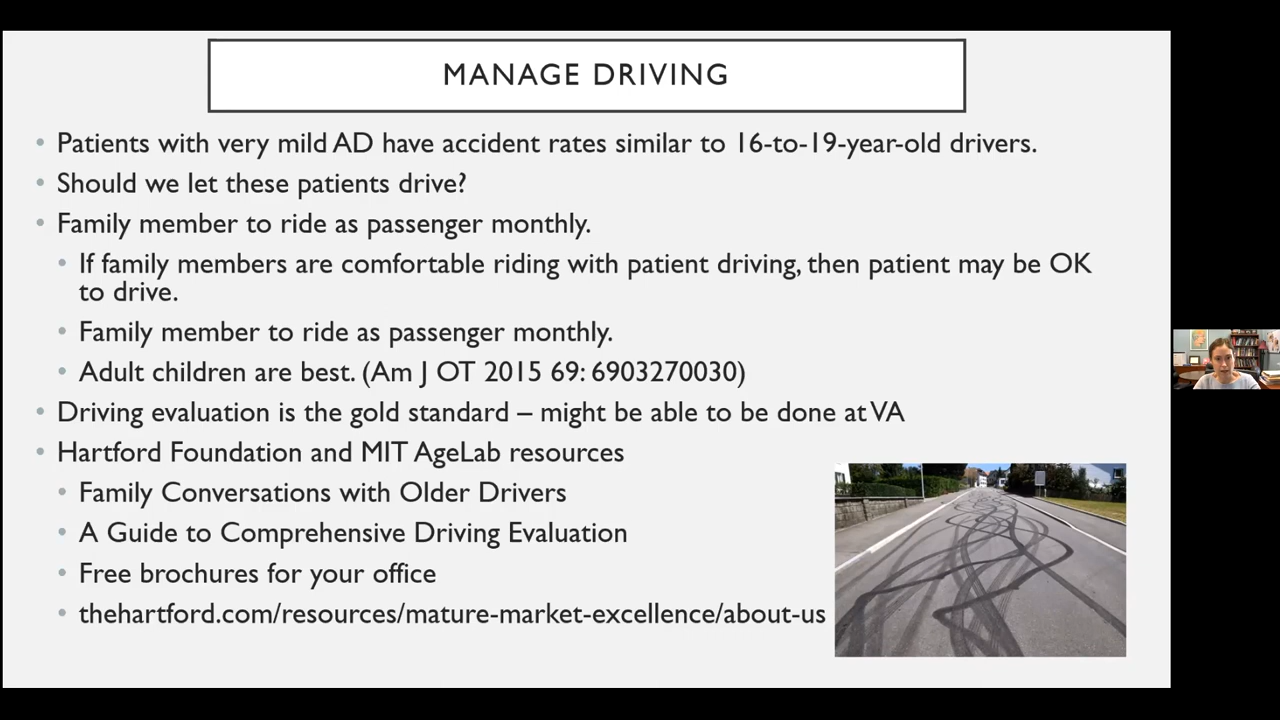 MANAGE DRIVING
• Patients with very mild AD have accident rates similar to 16-to-19-year-old drivers.
• Should we let these patients drive?
• Family member to ride as passenger monthly.
• If family members are comfortable riding with patient driving, then patient may be OK
to drive.
• Family member to ride as passenger monthly.
• Adult children are best. (Am J OT 2015 69: 6903270030)
• Driving evaluation is the gold standard – might be able to be done at VA
• Hartford Foundation and MIT AgeLab resources
• Family Conversations with Older Drivers
• A Guide to Comprehensive Driving Evaluation
• Free brochures for your office
• thehartford.com/resources/mature-market-excellence/about-us